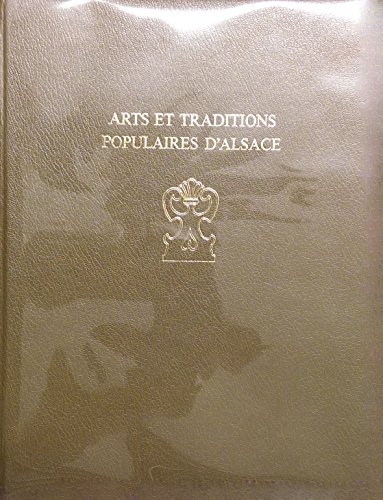 ARTS ET TRADITIONS
POPULAIRES D'ALSACE